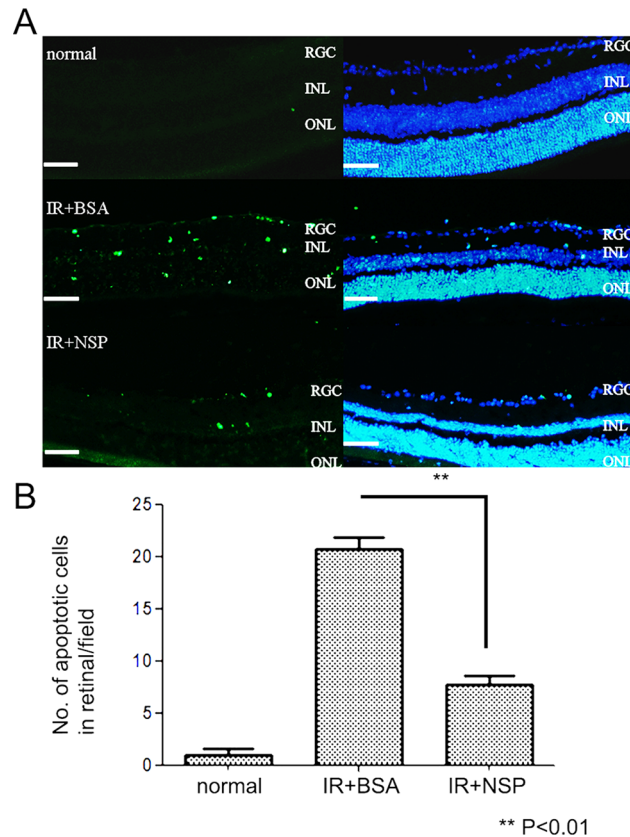 A
normal
RGC
INL
ONL
RGC
INL
ONL
IR+BSA
RGC
INL
ONL
RGC
INL
ONL
IR+NSP
RGC
INL
ONL
RGC
INL
ONL
**
B
No. of apoptotic cells
in retinal/field
25
20
15
10
5
0
normal IR+BSA IR+NSP
** P<0.01